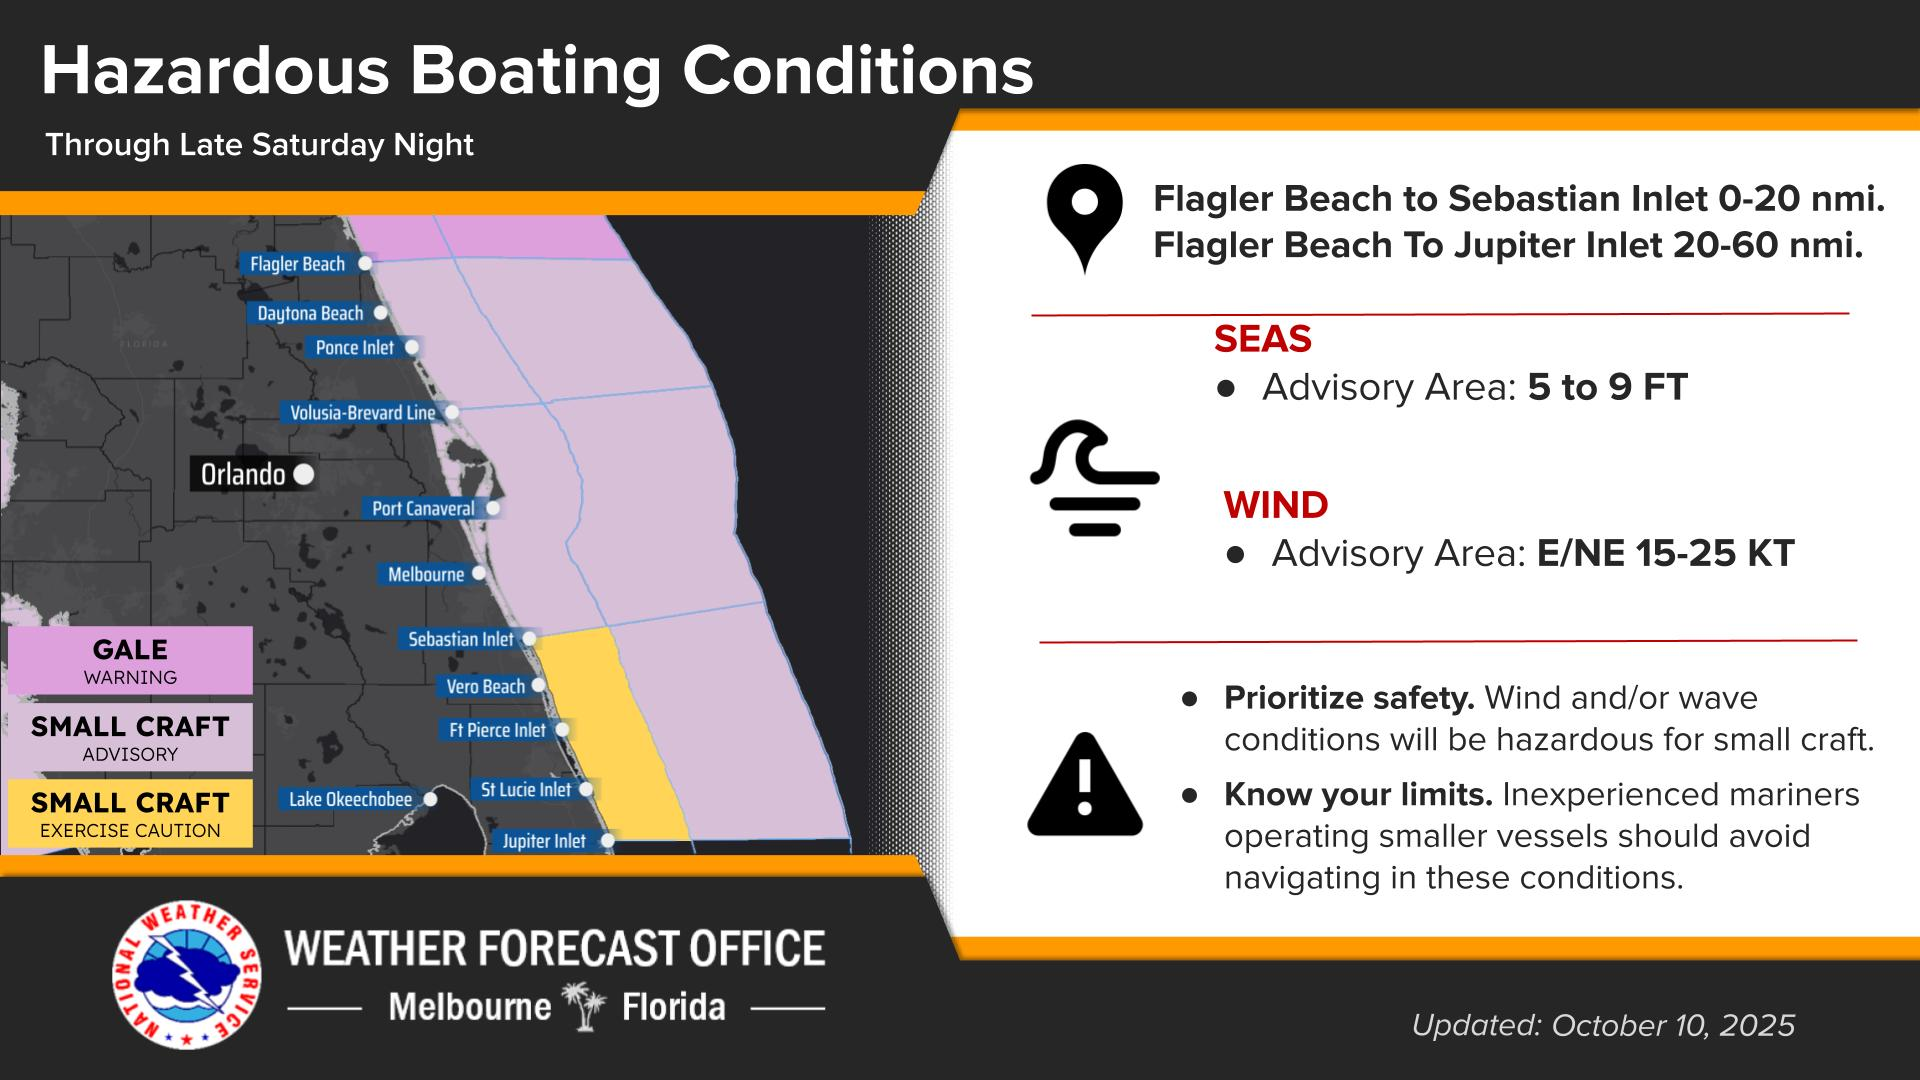 Hazardous Boating Conditions
Through Late Saturday Night
Flagler Beach
Daytona Beach
FLORIDA
Ponce Inlet
Volusia-Brevard Line
Orlando
Port Canaveral
Melbourne
Sebastian Inlet
Vero Beach
Ft Pierce Inlet
St Lucie Inlet
Lake Okeechobee
Jupiter Inlet
GALE
WARNING
SMALL CRAFT
ADVISORY
SMALL CRAFT
EXERCISE CAUTION
Flagler Beach to Sebastian Inlet 0-20 nmi.
Flagler Beach To Jupiter Inlet 20-60 nmi.
SEAS
● Advisory Area: 5 to 9 FT
WIND
● Advisory Area: E/NE 15-25 KT
● Prioritize safety. Wind and/or wave
conditions will be hazardous for small craft.
● Know your limits. Inexperienced mariners
operating smaller vessels should avoid
navigating in these conditions.
NATIONAL WEATHER SERVICE
WEATHER FORECAST OFFICE
Melbourne Florida
Updated: October 10, 2025